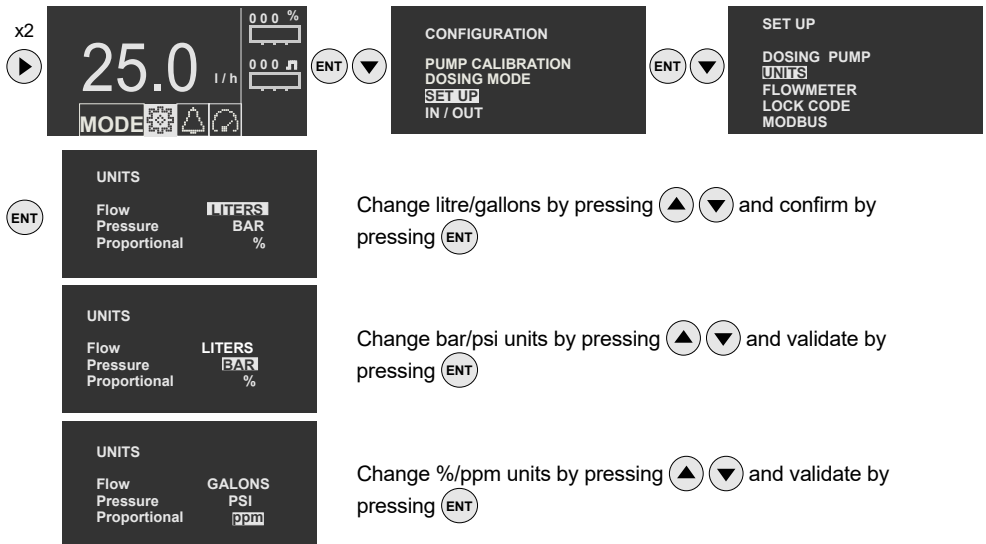 x2
25.0 l / h
000 %
000
MODE
ENT
CONFIGURATION
PUMP CALIBRATION
DOSING MODE
SET UP
IN / OUT
ENT
SET UP
DOSING PUMP
UNITS
FLOWMETER
LOCK CODE
MODBUS
ENT
UNITS
Flow LITERS
Pressure BAR
Proportional %
Change litre/gallons by pressing and confirm by
pressing ENT
UNITS
Flow LITERS
Pressure BAR
Proportional %
Change bar/psi units by pressing and validate by
pressing ENT
UNITS
Flow GALONS
Pressure PSI
Proportional ppm
Change %/ppm units by pressing and validate by
pressing ENT